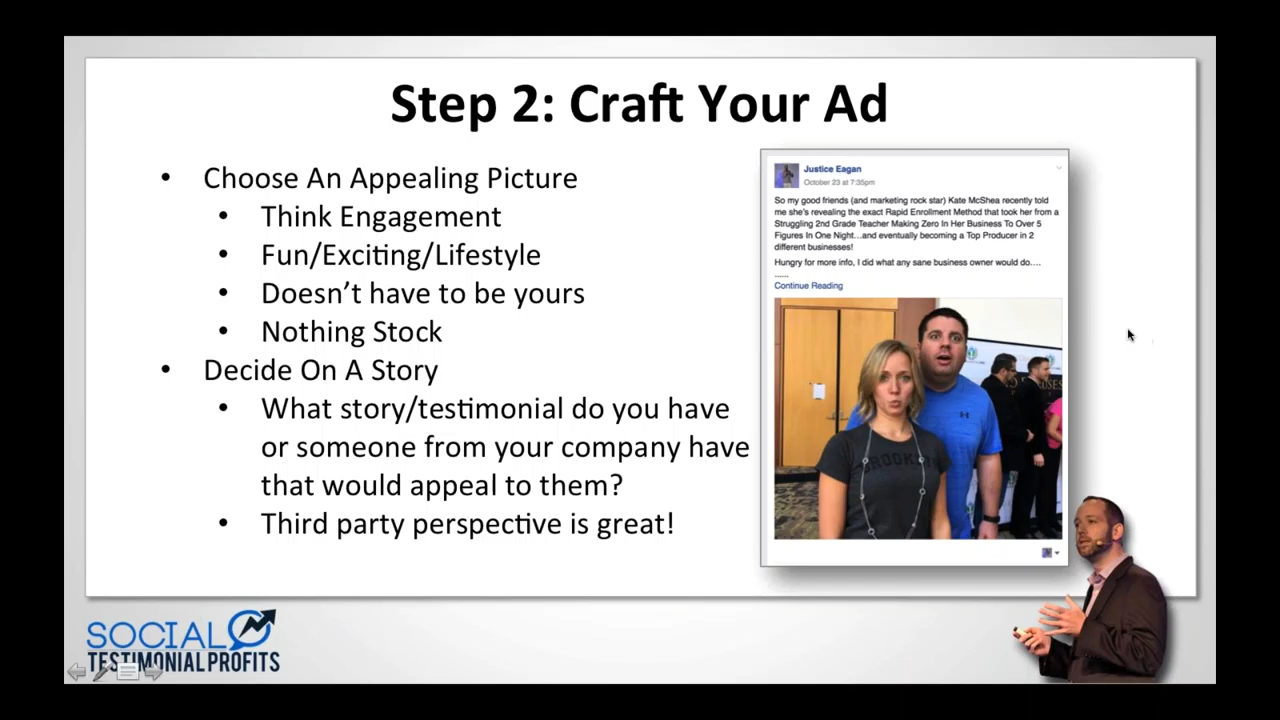 Step 2: Craft Your Ad
• Choose An Appealing Picture
• Think Engagement
• Fun/Exciting/Lifestyle
• Doesn't have to be yours
• Nothing Stock
• Decide On A Story
• What story/testimonial do you have
or someone from your company have
that would appeal to them?
• Third party perspective is great!
Justice Eagan
October 23 at 7:35pm
So my good friends (and marketing rock star) Kate McShea recently told
me she's revealing the exact Rapid Enrollment Method that took her from a
Struggling 2nd Grade Teacher Making Zero In Her Business To Over 5
Figures In One Night…and eventually becoming a Top Producer in 2
different businesses!
Hungry for more info, I did what any sane business owner would do….
......
Continue Reading
BROOKLYN
SOCIAL
TESTIMONIAL PROFITS